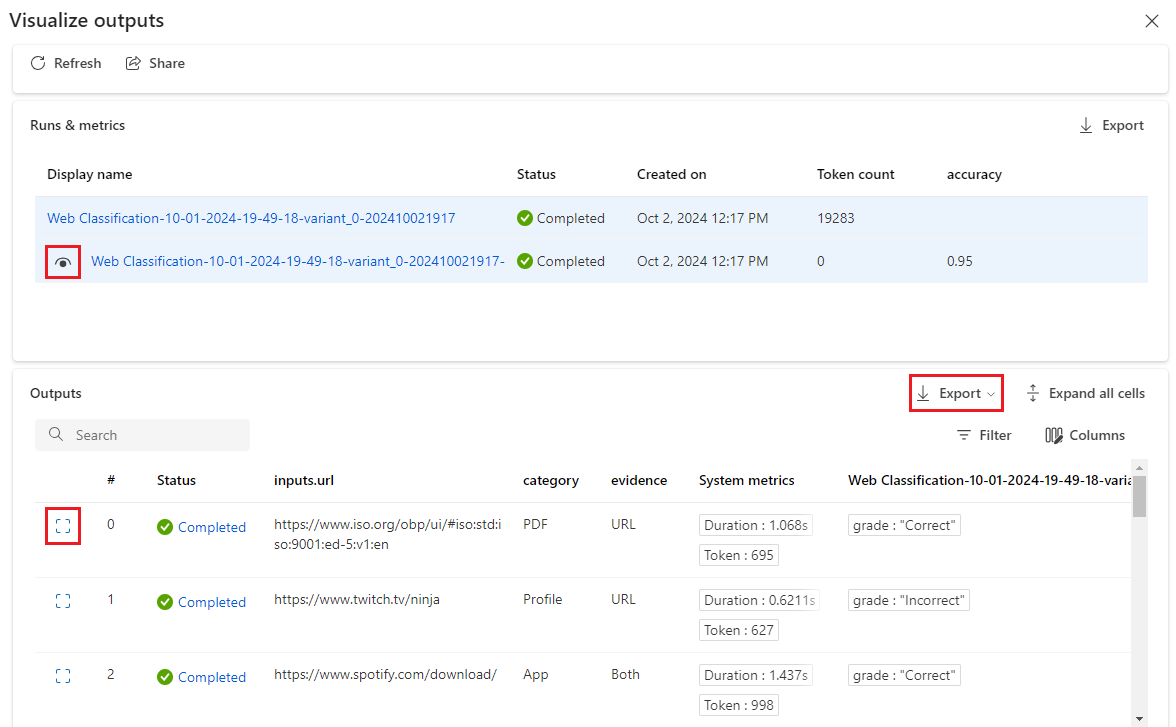 Visualize outputs
Refresh Share
Runs & metrics Export
Display name Status Created on Token count accuracy
Web Classification-10-01-2024-19-49-18-variant_0-202410021917 Completed Oct 2, 2024 12:17 PM 19283
Web Classification-10-01-2024-19-49-18-variant_0-202410021917- Completed Oct 2, 2024 12:17 PM 0 0.95
Outputs Export Expand all cells
Search Filter Columns
# Status inputs.url category evidence System metrics Web Classification-10-01-2024-19-49-18-varia
0 Completed https://www.iso.org/obp/ui/#iso:std:i PDF URL Duration : 1.068s grade : "Correct"
so:9001:ed-5:v1:en
Token : 695
1 Completed https://www.twitch.tv/ninja Profile URL Duration : 0.6211s grade : "Incorrect"
Token : 627
2 Completed https://www.spotify.com/download/ App Both Duration : 1.437s grade : "Correct"
Token : 998